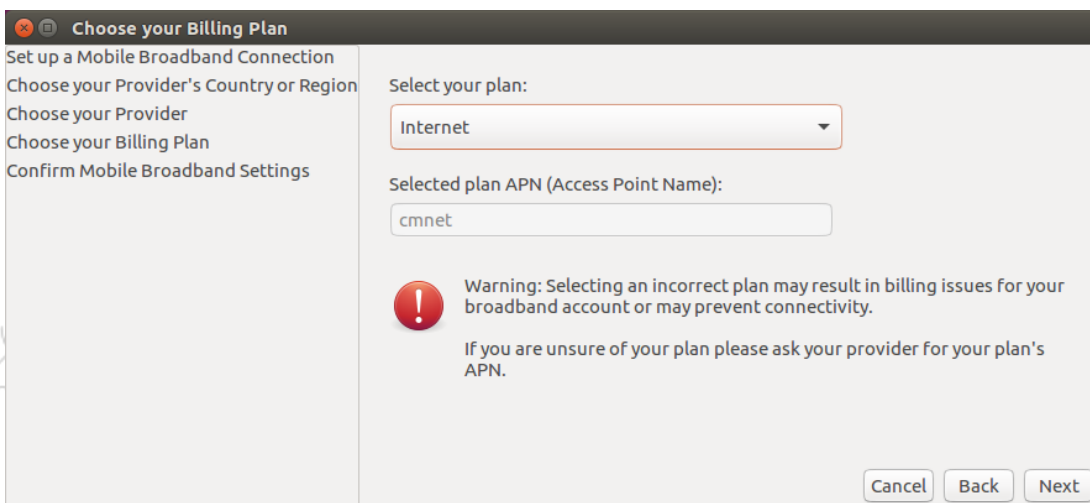 Choose your Billing Plan
Set up a Mobile Broadband Connection
Choose your Provider's Country or Region
Choose your Provider
Choose your Billing Plan
Confirm Mobile Broadband Settings
Select your plan:
Internet
Selected plan APN (Access Point Name):
cmnet
Warning: Selecting an incorrect plan may result in billing issues for your
broadband account or may prevent connectivity.
If you are unsure of your plan please ask your provider for your plan's
APN.
Cancel Back Next